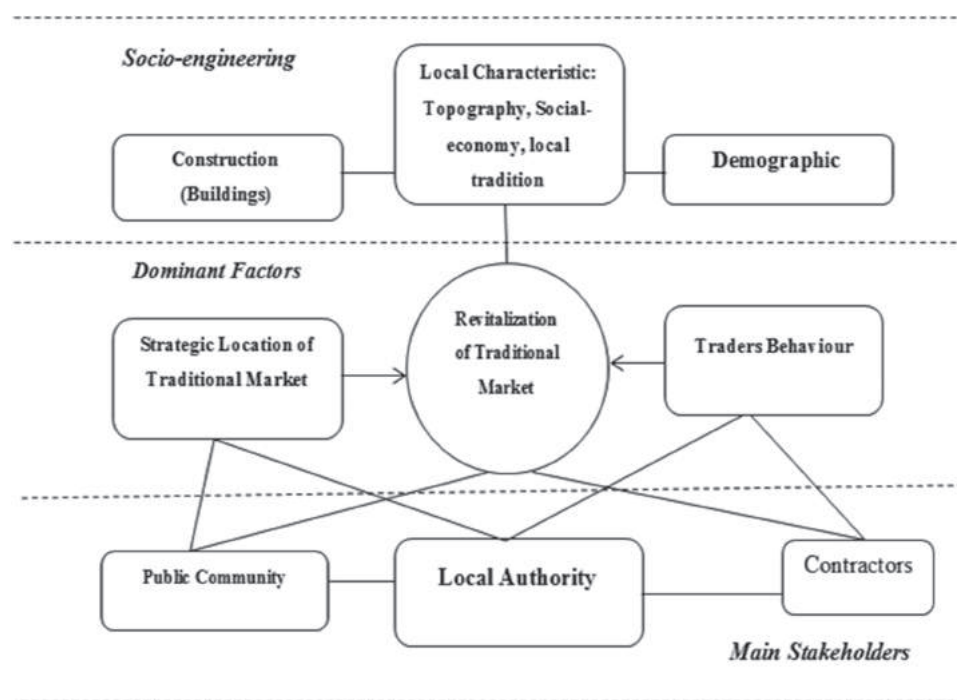 Socio-engineering
Local Characteristic:
Topography, Social-
economy, local
tradition
Construction
(Buildings)
Demographic
Dominant Factors
Strategic Location of
Traditional Market
Revitalization
of Traditional
Market
Traders Behaviour
Public Community
Local Authority
Contractors
Main Stakeholders